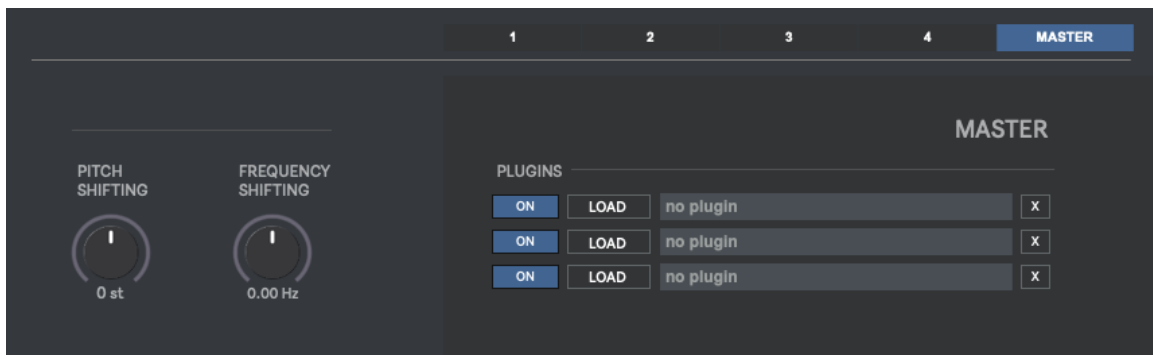 1 2 3 4 MASTER
MASTER
PITCH SHIFTING
FREQUENCY SHIFTING
0 st
0.00 Hz
PLUGINS
ON LOAD no plugin X
ON LOAD no plugin X
ON LOAD no plugin X